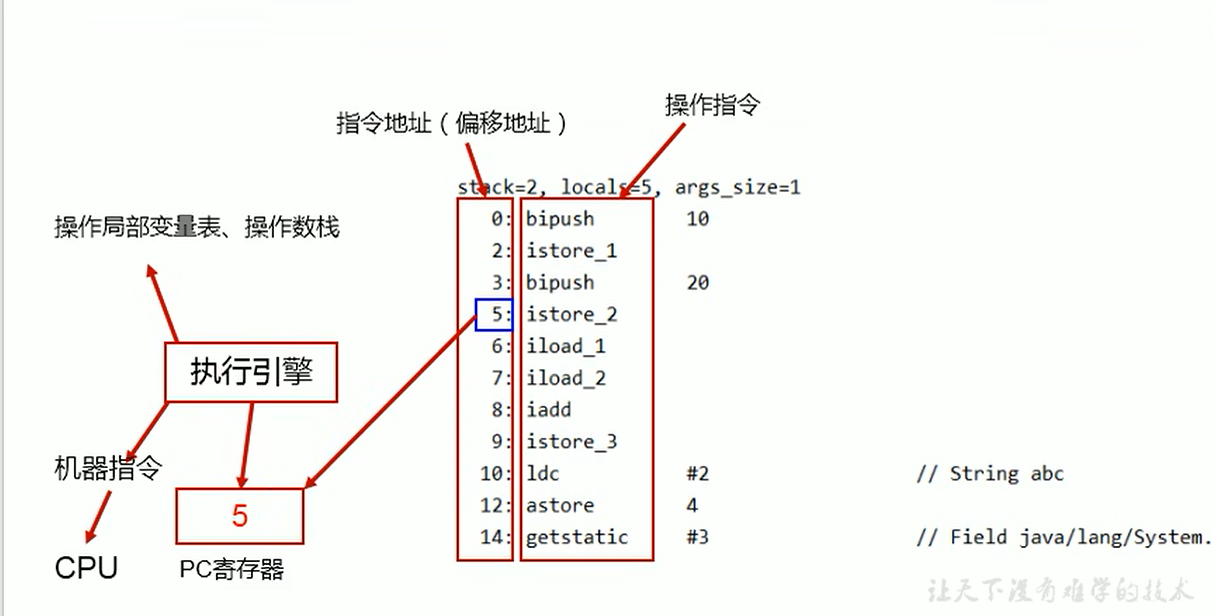 操作指令
指令地址（偏移地址）
stack=2, locals=5, args_size=1
操作局部变量表、操作数栈
0: bipush 10
2: istore_1
3: bipush 20
5: istore_2
6: iload_1
7: iload_2
8: iadd
9: istore_3
10: ldc #2 // String abc
12: astore 4
14: getstatic #3 // Field java/lang/System.
执行引擎
机器指令
5
CPU
PC寄存器
让天下没有难学的技术